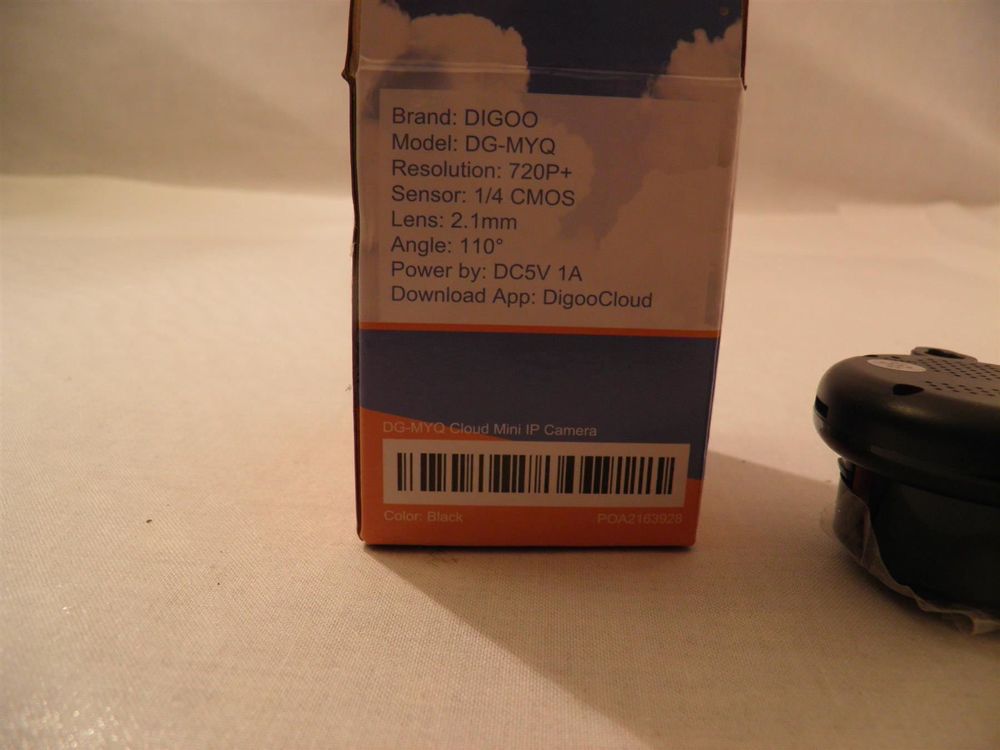 Brand: DIGOO
Model: DG-MYQ
Resolution: 720P+
Sensor: 1/4 CMOS
Lens: 2.1mm
Angle: 110°
Power by: DC5V 1A
Download App: DigooCloud
DG-MYQ Cloud Mini IP Camera
Color: Black
POA2163928